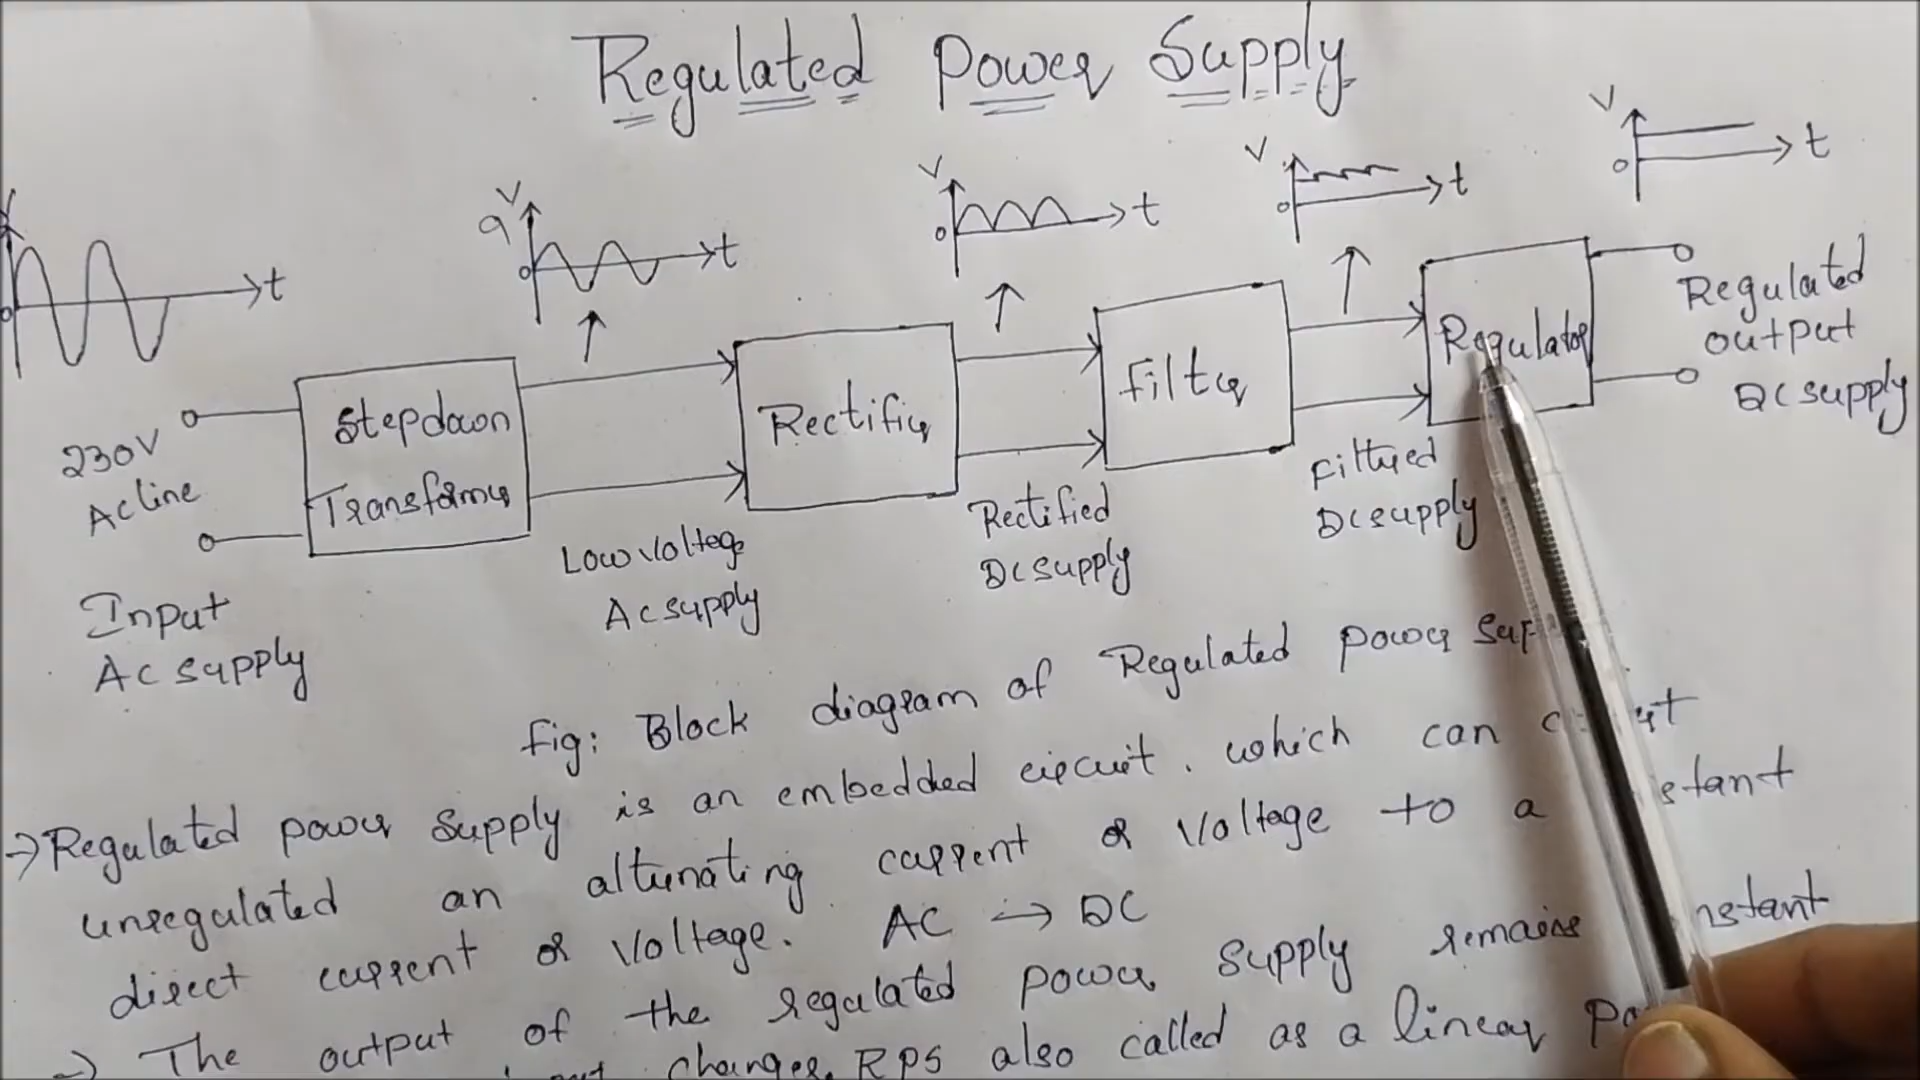 Regulated Power Supply
V
t
o
V
t
o
V
t
o
V
t
o
t
o
230V
Ac line
Input
Ac supply
Stepdown
Transformer
Low Voltage
Ac supply
Rectifier
Rectified
DC supply
Filter
Filtered
DC supply
Regulator
Regulated
output
DC supply
fig: Block diagram of Regulated power sup
→ Regulated power supply is an embedded circuit. which can
unregulated an alternating current or Voltage to a stant
direct current or Voltage. AC → DC
→ The output of the regulated power supply remains nstant
changes. RPS also called as a linear